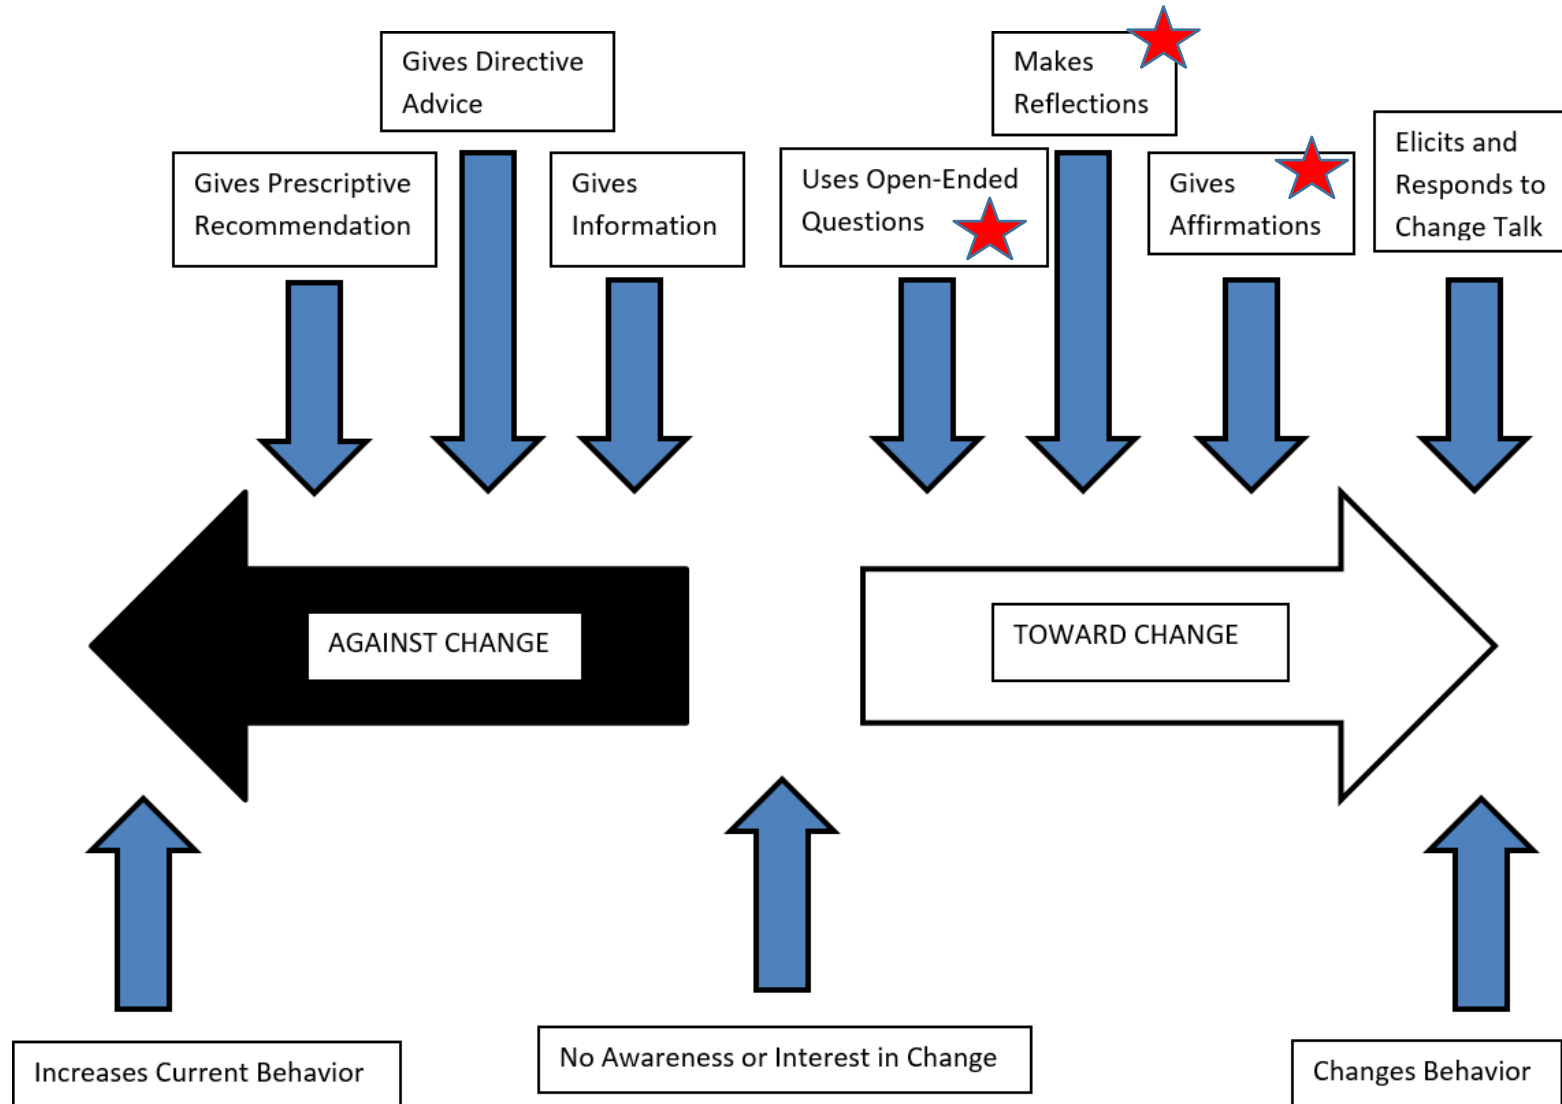 Gives Directive
Advice
Makes
Reflections
Gives Prescriptive
Recommendation
Gives
Information
Uses Open-Ended
Questions
Gives
Affirmations
Elicits and
Responds to
Change Talk
AGAINST CHANGE
TOWARD CHANGE
Increases Current Behavior
No Awareness or Interest in Change
Changes Behavior